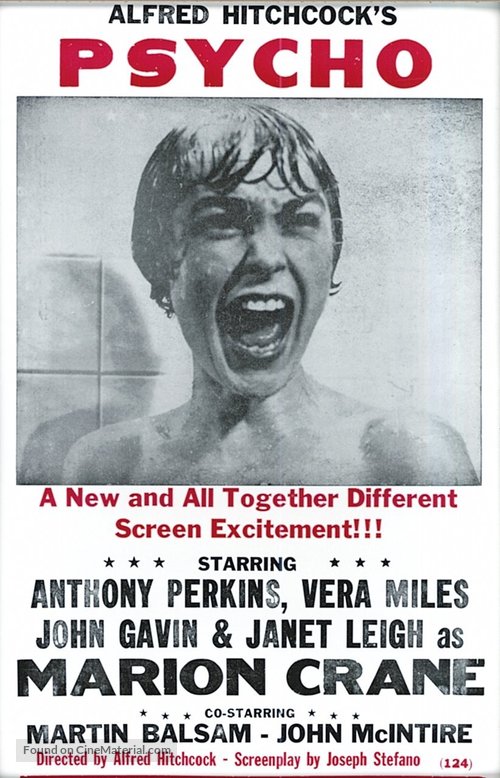 ALFRED HITCHCOCK'S
PSYCHO
A New and All Together Different
Screen Excitement!!!
★ ★ ★ STARRING ★ ★ ★
ANTHONY PERKINS, VERA MILES
JOHN GAVIN & JANET LEIGH as
MARION CRANE
★ ★ ★ CO-STARRING ★ ★ ★
MARTIN BALSAM - JOHN McINTIRE
Found on CineMaterial.com
Directed by Alfred Hitchcock - Screenplay by Joseph Stefano (124)